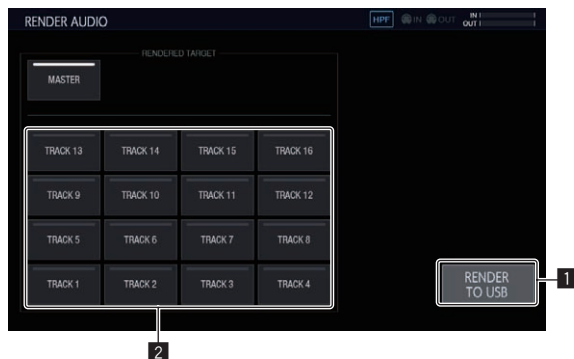 RENDER AUDIO
HPF IN OUT IN
OUT
RENDERED TARGET
MASTER
TRACK 13 TRACK 14 TRACK 15 TRACK 16
TRACK 9 TRACK 10 TRACK 11 TRACK 12
TRACK 5 TRACK 6 TRACK 7 TRACK 8
TRACK 1 TRACK 2 TRACK 3 TRACK 4
RENDER
TO USB
1
2